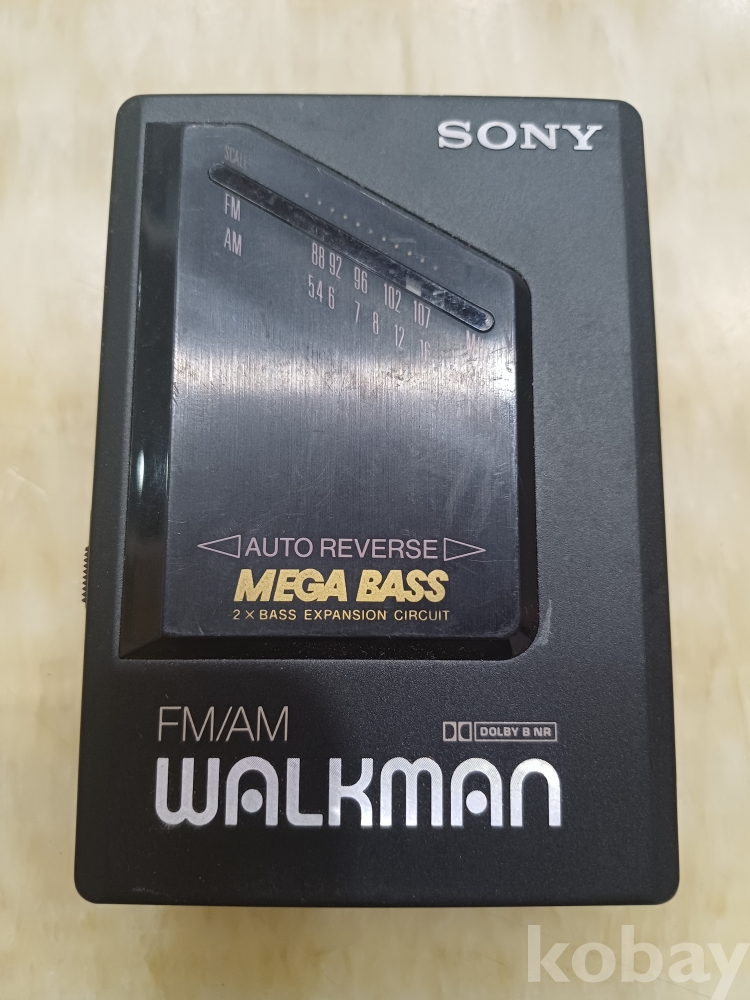 SONY
SCALE
FM 88 92 96 102 107
AM 54 6 7 8 12 16
AUTO REVERSE
MEGA BASS
2 × BASS EXPANSION CIRCUIT
FM/AM
DOLBY B NR
WALKMAN
kobay